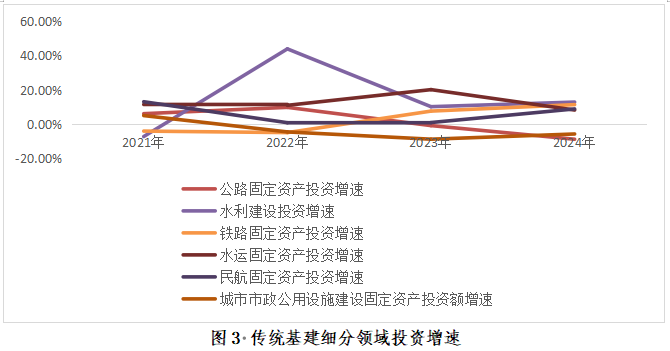 60.00%
40.00%
20.00%
0.00%
-20.00%
2021年 2022年 2023年 2024年
公路固定资产投资增速
水利建设投资增速
铁路固定资产投资增速
水运固定资产投资增速
民航固定资产投资增速
城市市政公用设施建设固定资产投资额增速
图 3·传统基建细分领域投资增速